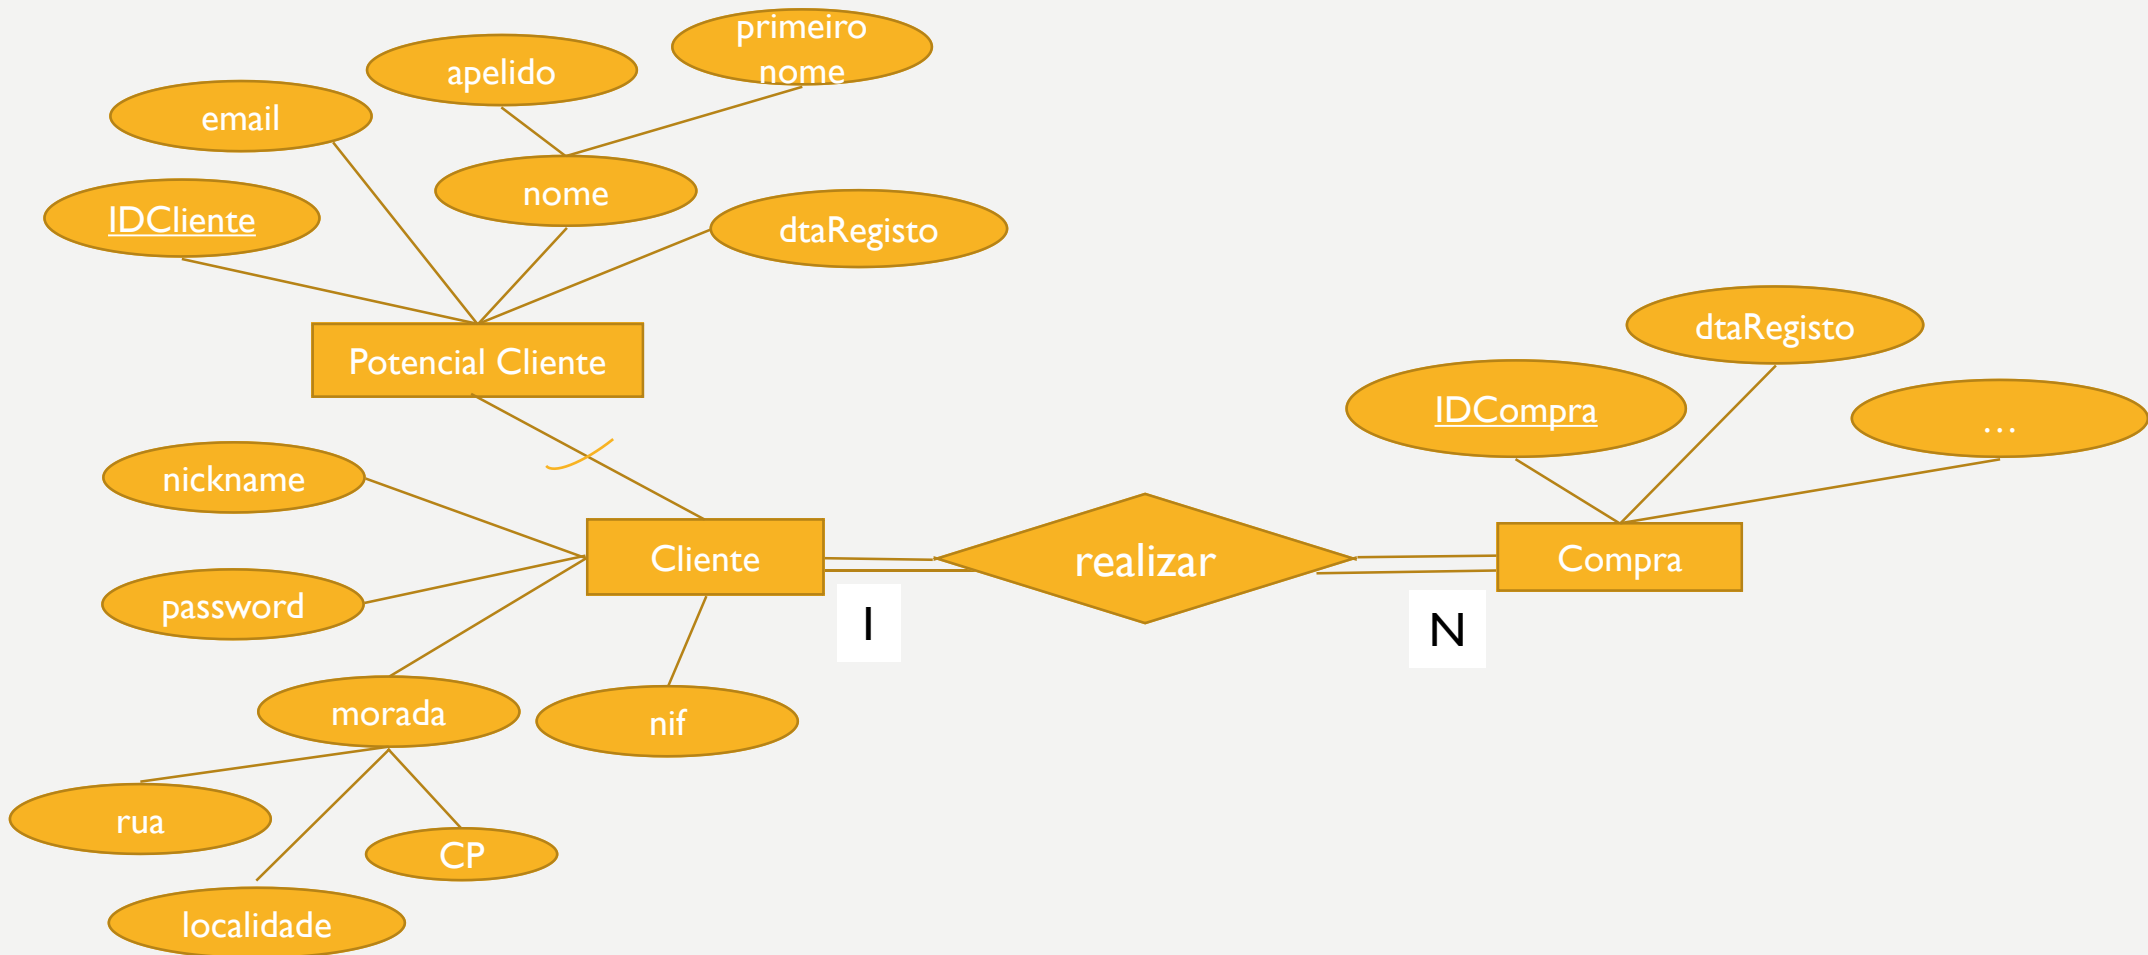 primeiro
nome
apelido
email
nome
IDCliente
dtaRegisto
Potencial Cliente
dtaRegisto
IDCompra
...
nickname
Cliente
realizar
Compra
password
1
N
morada
nif
rua
CP
localidade